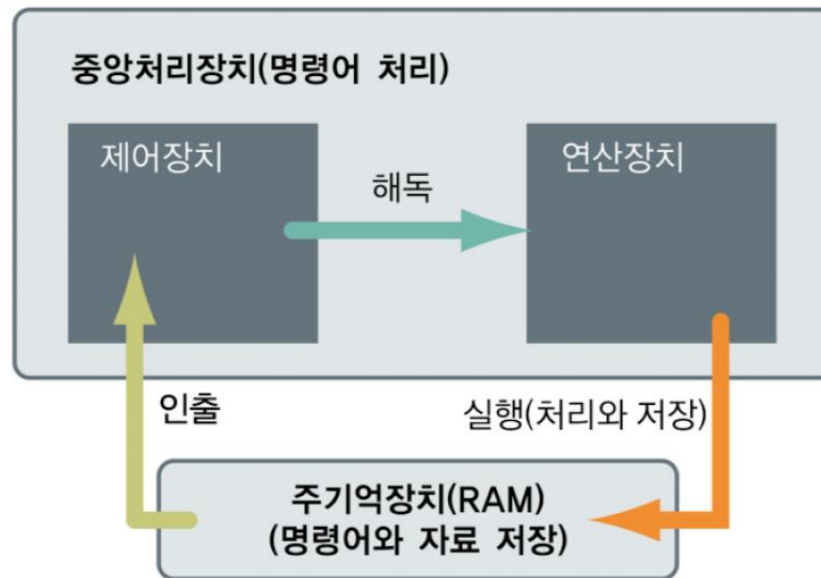 중앙처리장치(명령어 처리)
제어장치
연산장치
해독
인출
실행(처리와 저장)
주기억장치(RAM)
(명령어와 자료 저장)